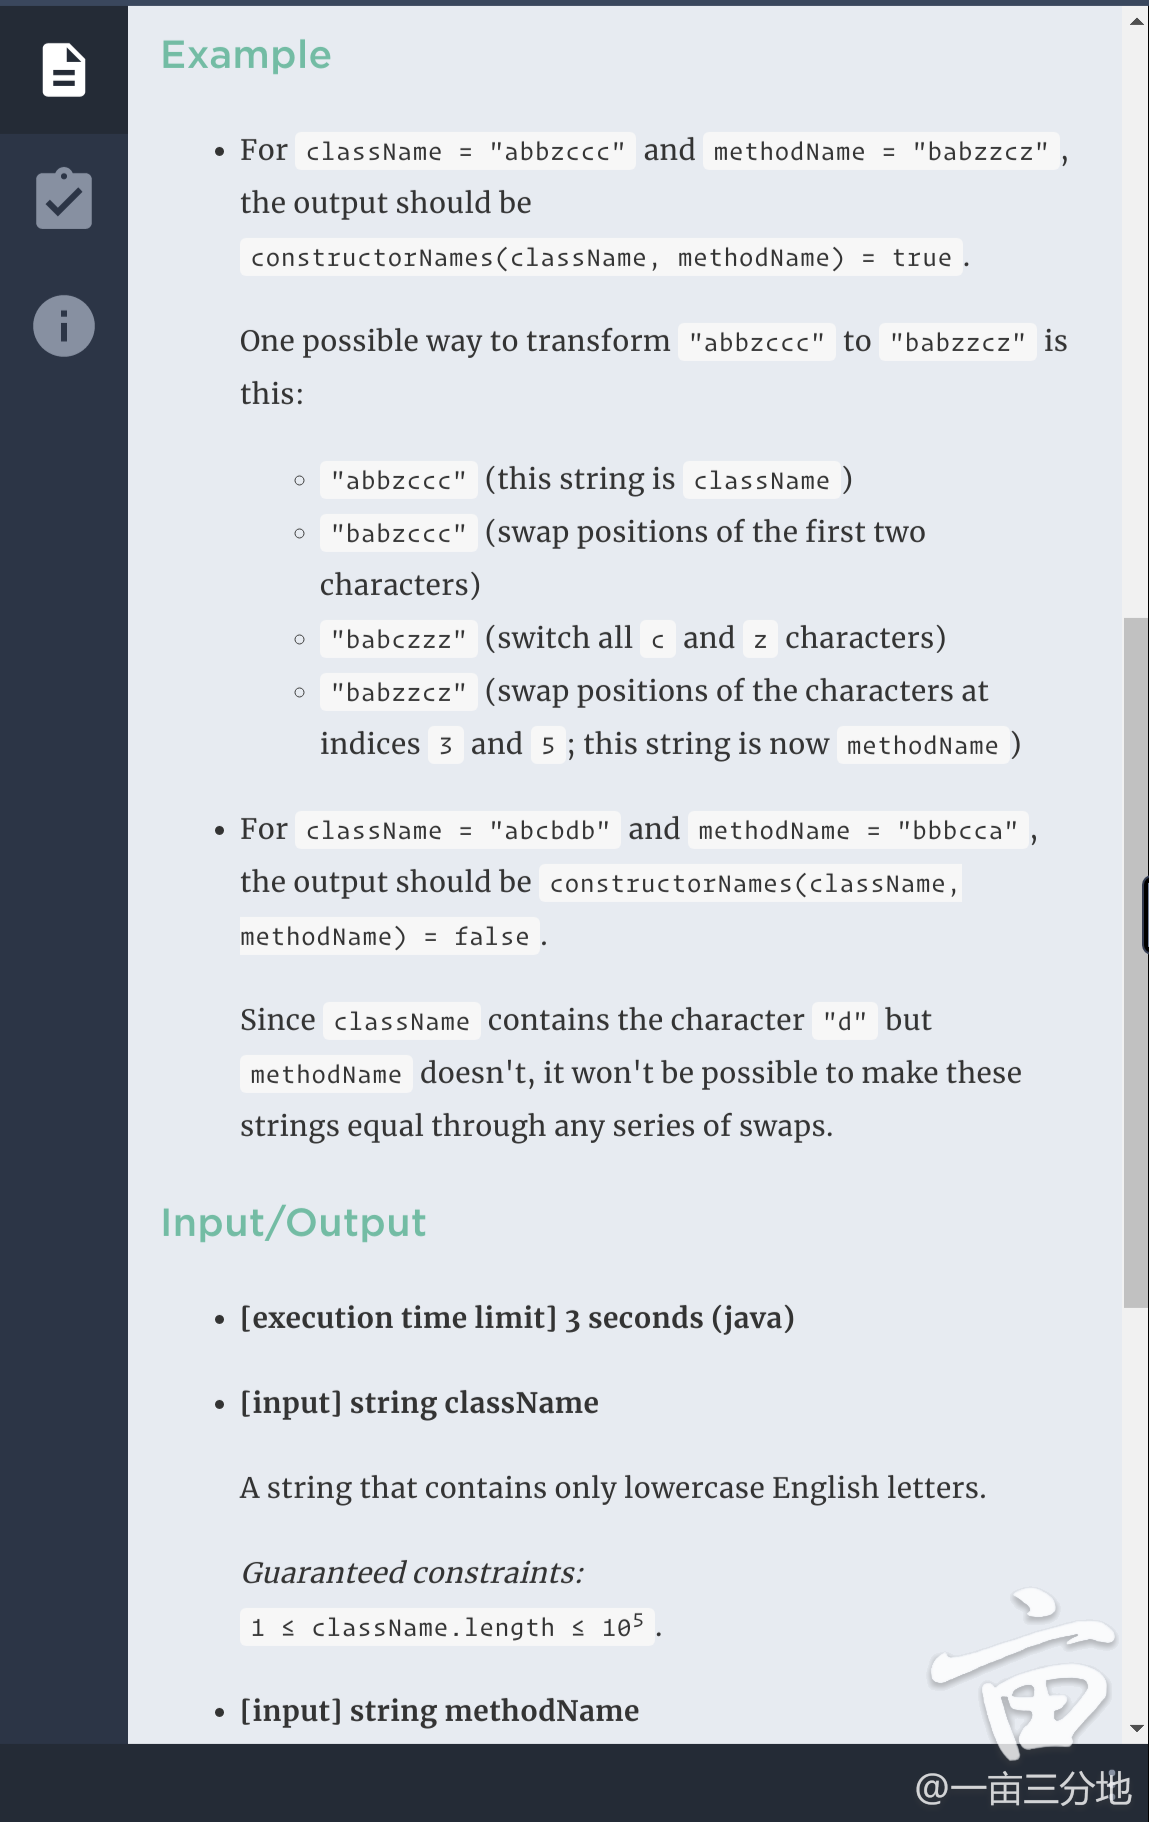 Example
For className = "abbzccc" and methodName = "babzzcz",
the output should be
constructorNames(className, methodName) = true.
One possible way to transform "abbzccc" to "babzzcz" is
this:
"abbzccc" (this string is className)
"babzccc" (swap positions of the first two
characters)
"babczzz" (switch all c and z characters)
"babzzcz" (swap positions of the characters at
indices 3 and 5; this string is now methodName)
For className = "abcbdb" and methodName = "bbbcca",
the output should be constructorNames(className,
methodName) = false.
Since className contains the character "d" but
methodName doesn't, it won't be possible to make these
strings equal through any series of swaps.
Input/Output
[execution time limit] 3 seconds (java)
[input] string className
A string that contains only lowercase English letters.
Guaranteed constraints:
1 ≤ className.length ≤ 10⁵.
[input] string methodName
亩
@一亩三分地